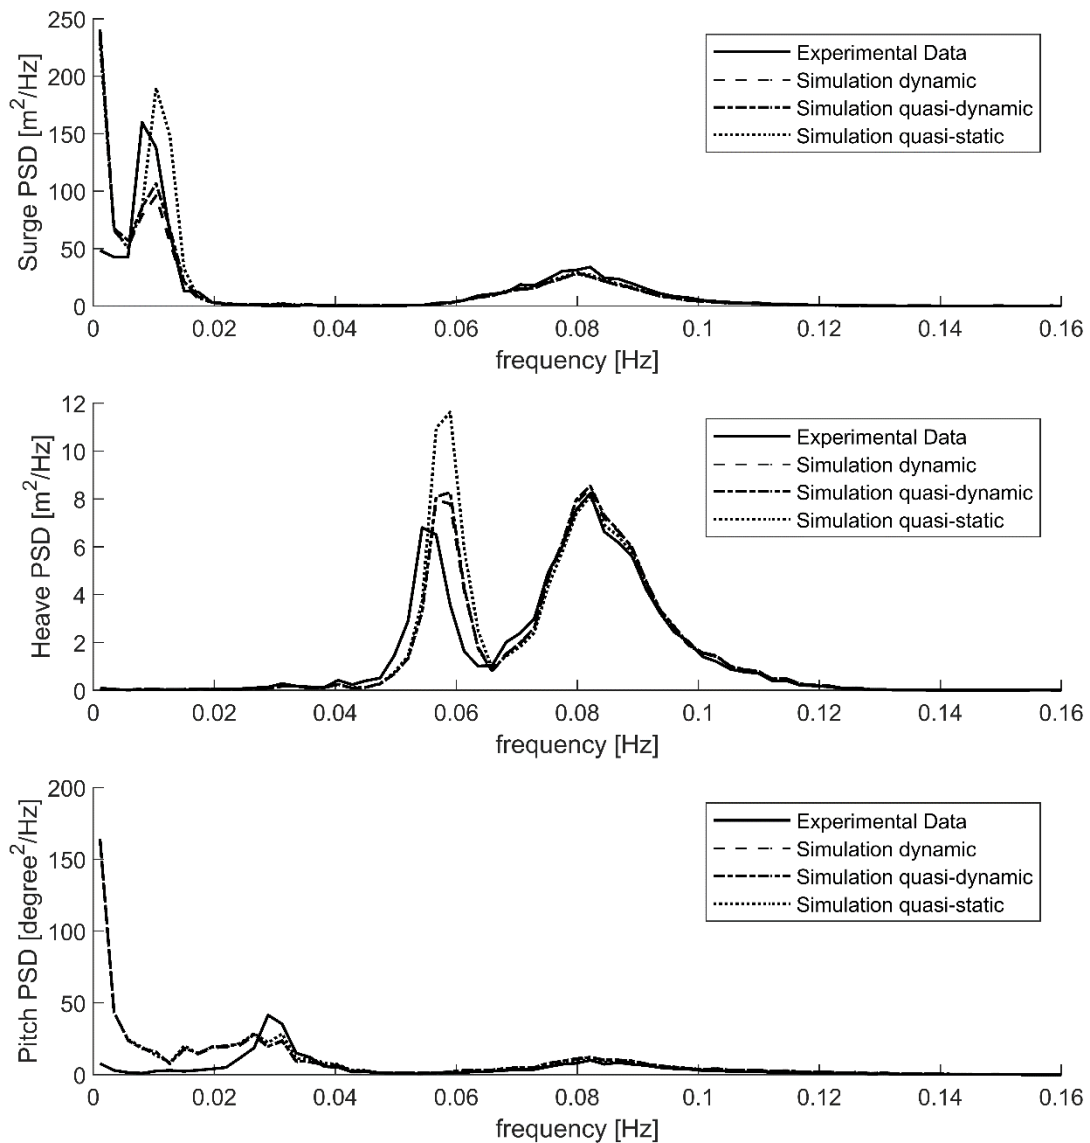 250
200
150
100
50
0
Surge PSD [m²/Hz]
Experimental Data
Simulation dynamic
Simulation quasi-dynamic
Simulation quasi-static
0 0.02 0.04 0.06 0.08 0.1 0.12 0.14 0.16
frequency [Hz]
12
10
8
6
4
2
0
Heave PSD [m²/Hz]
Experimental Data
Simulation dynamic
Simulation quasi-dynamic
Simulation quasi-static
0 0.02 0.04 0.06 0.08 0.1 0.12 0.14 0.16
frequency [Hz]
200
150
100
50
0
Pitch PSD [degree²/Hz]
Experimental Data
Simulation dynamic
Simulation quasi-dynamic
Simulation quasi-static
0 0.02 0.04 0.06 0.08 0.1 0.12 0.14 0.16
frequency [Hz]